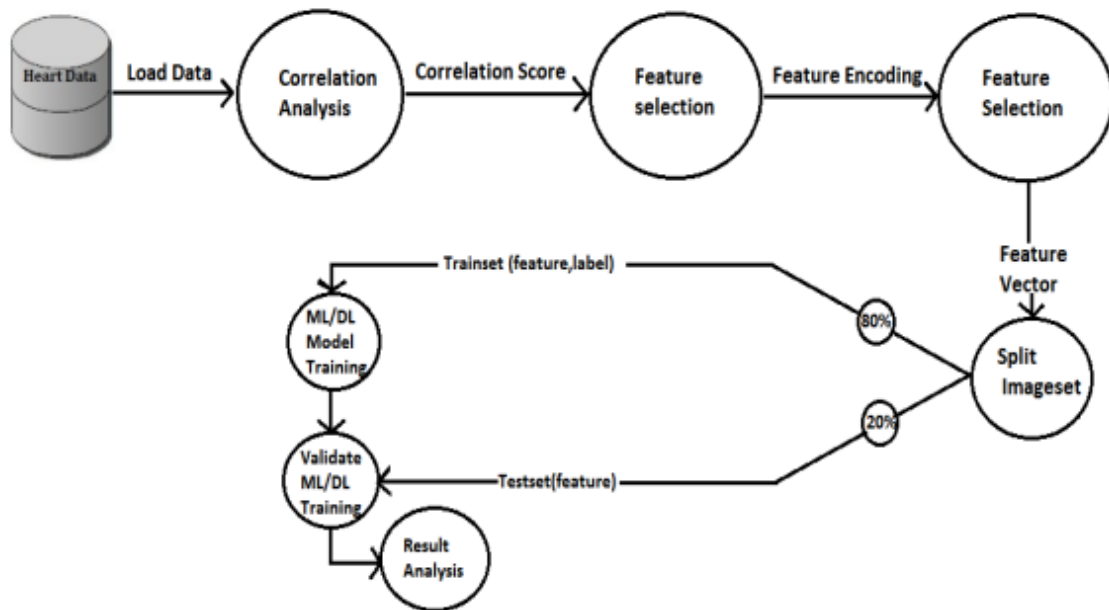 Heart Data
Load Data
Correlation
Analysis
Correlation Score
Feature
selection
Feature Encoding
Feature
Selection
Feature
Vector
Split
Imageset
80%
Trainset (feature,label)
ML/DL
Model
Training
20%
Testset(feature)
Validate
ML/DL
Training
Result
Analysis